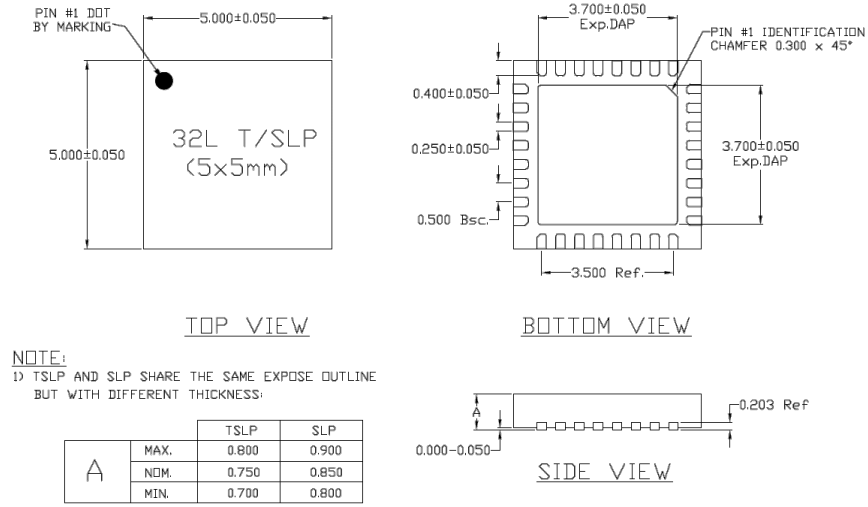 PIN #1 DOT
BY MARKING
5.000±0.050
5.000±0.050
32L T/SLP
(5x5mm)
TOP VIEW
3.700±0.050
Exp.DAP
PIN #1 IDENTIFICATION
CHAMFER 0.300 x 45°
0.400±0.050
0.250±0.050
0.500 Bsc.
3.700±0.050
Exp.DAP
3.500 Ref.
BOTTOM VIEW
NOTE:
1) TSLP AND SLP SHARE THE SAME EXPOSE OUTLINE
BUT WITH DIFFERENT THICKNESS:
TSLP SLP
A
MAX. 0.800 0.900
NOM. 0.750 0.850
MIN. 0.700 0.800
A
0.203 Ref
0.000-0.050
SIDE VIEW